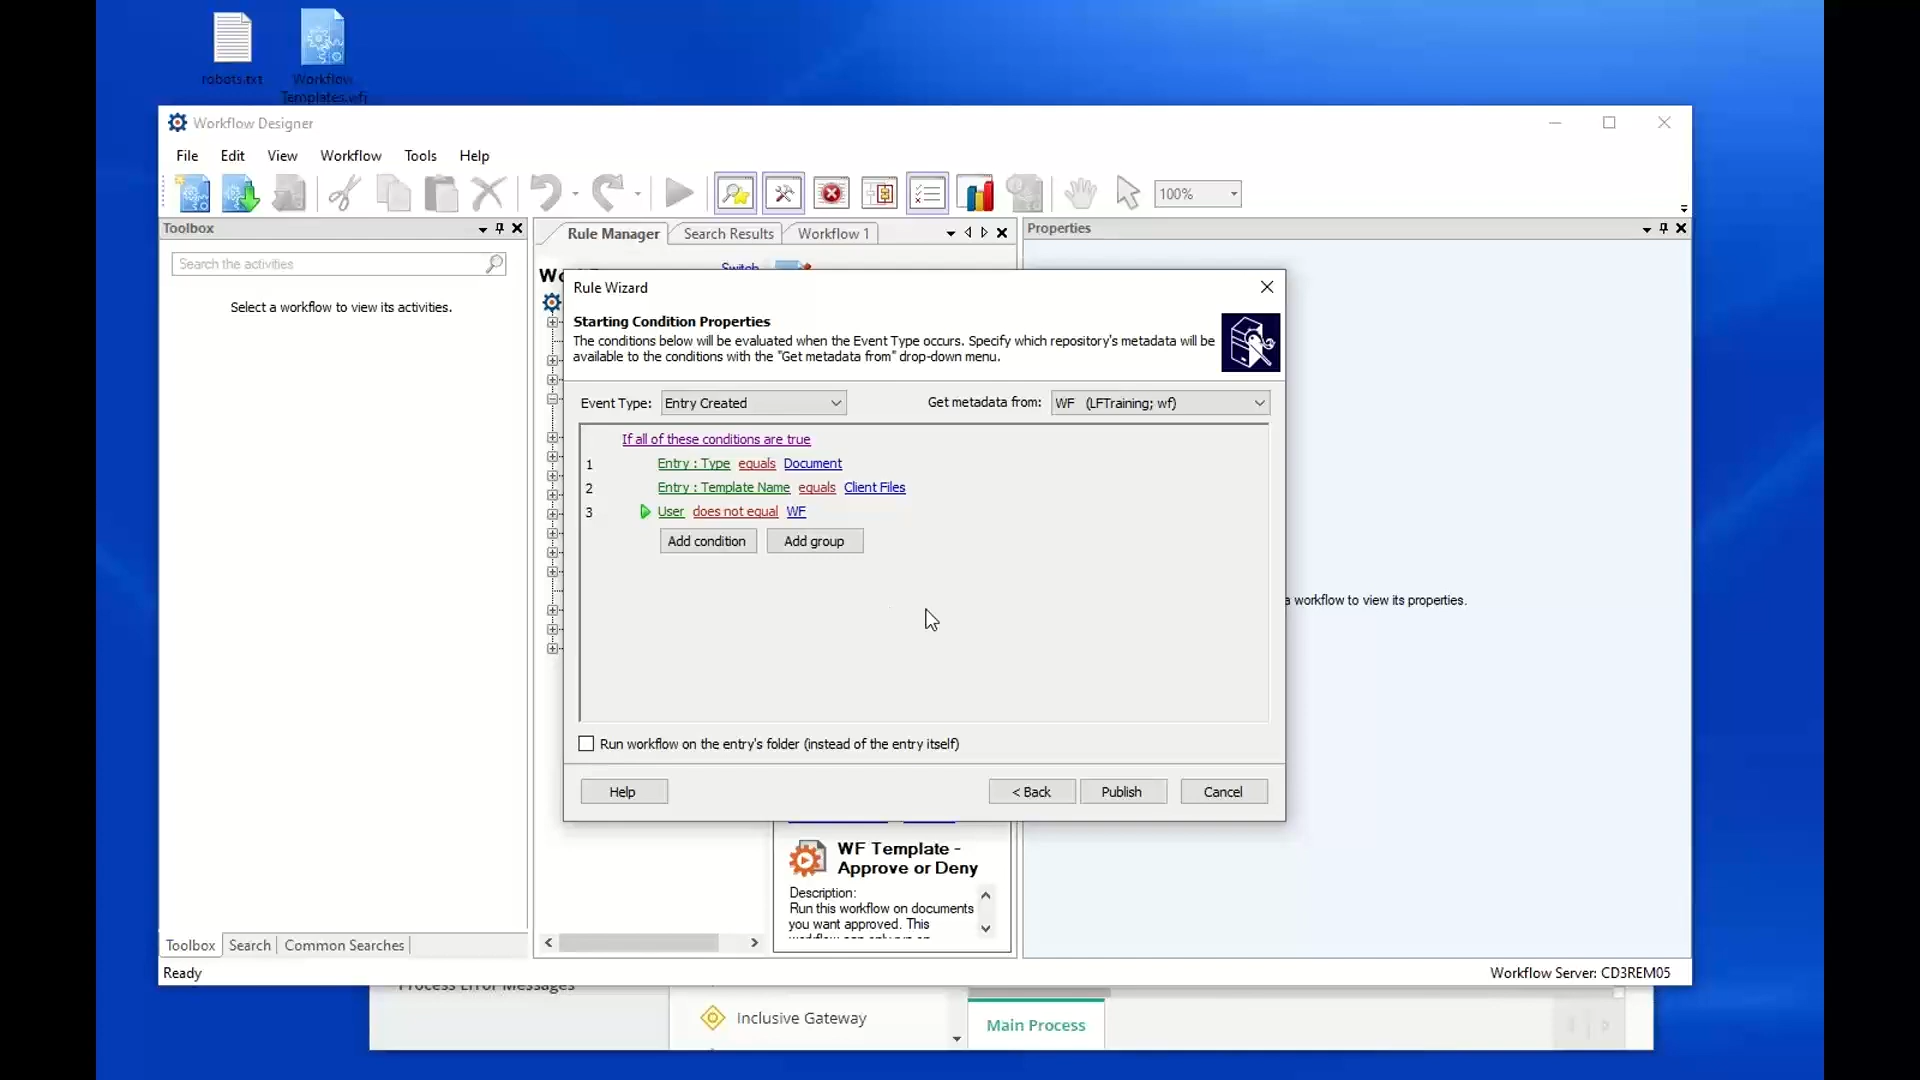 robots.txt
Workflow
Templates.wfi
Workflow Designer
File Edit View Workflow Tools Help
100%
Toolbox
Search the activities
Select a workflow to view its activities.
Rule Manager Search Results Workflow 1
Switch
Properties
a workflow to view its properties.
Rule Wizard
Starting Condition Properties
The conditions below will be evaluated when the Event Type occurs. Specify which repository's metadata will be
available to the conditions with the "Get metadata from" drop-down menu.
Event Type: Entry Created Get metadata from: WF (LFTraining; wf)
If all of these conditions are true
1 Entry : Type equals Document
2 Entry : Template Name equals Client Files
3 User does not equal WF
Add condition Add group
Run workflow on the entry's folder (instead of the entry itself)
Help < Back Publish Cancel
WF Template -
Approve or Deny
Description:
Run this workflow on documents
you want approved. This
Toolbox Search Common Searches
Ready Workflow Server: CD3REM05
Process Error Messages
Inclusive Gateway
Main Process